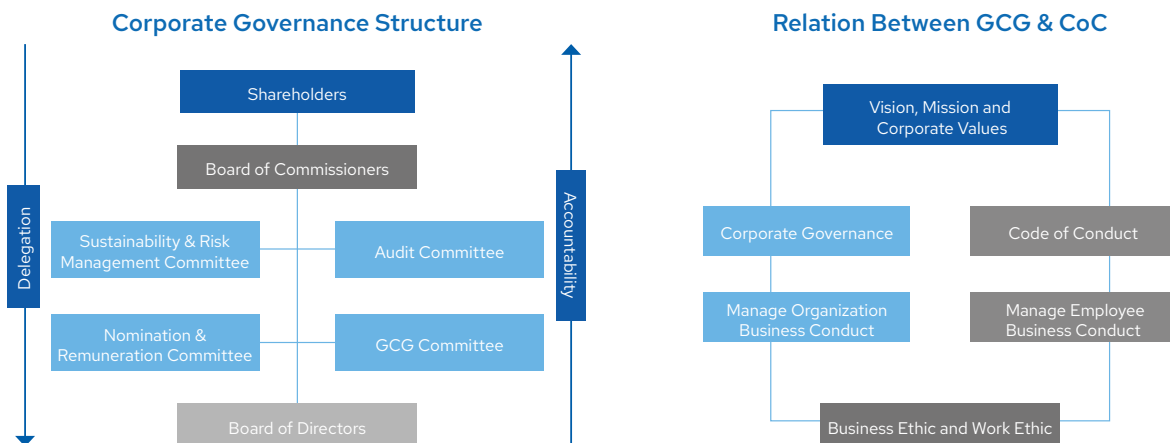 Corporate Governance Structure
Delegation
Shareholders
Board of Commissioners
Sustainability & Risk
Management Committee
Audit Committee
Nomination &
Remuneration Committee
GCG Committee
Board of Directors
Accountability
Relation Between GCG & CoC
Vision, Mission and
Corporate Values
Corporate Governance
Code of Conduct
Manage Organization
Business Conduct
Manage Employee
Business Conduct
Business Ethic and Work Ethic